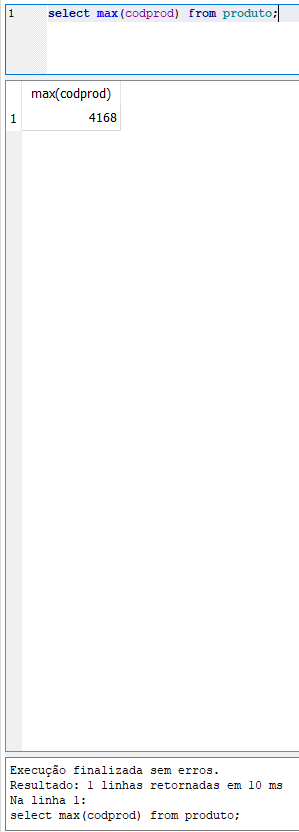 1 select max(codprod) from produto;
max(codprod)
1 4168
Execução finalizada sem erros.
Resultado: 1 linhas retornadas em 10 ms
Na linha 1:
select max(codprod) from produto;